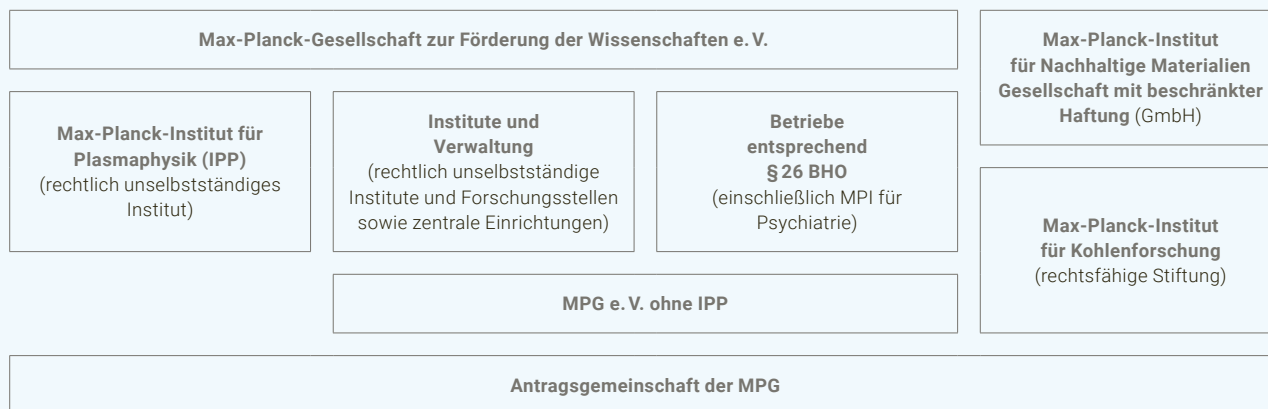 Max-Planck-Gesellschaft zur Förderung der Wissenschaften e. V.
Max-Planck-Institut für
Plasmaphysik (IPP)
(rechtlich unselbstständiges
Institut)
Institute und
Verwaltung
(rechtlich unselbstständige
Institute und Forschungsstellen
sowie zentrale Einrichtungen)
Betriebe
entsprechend
§ 26 BHO
(einschließlich MPI für
Psychiatrie)
MPG e. V. ohne IPP
Max-Planck-Institut
für Nachhaltige Materialien
Gesellschaft mit beschränkter
Haftung (GmbH)
Max-Planck-Institut
für Kohlenforschung
(rechtsfähige Stiftung)
Antragsgemeinschaft der MPG